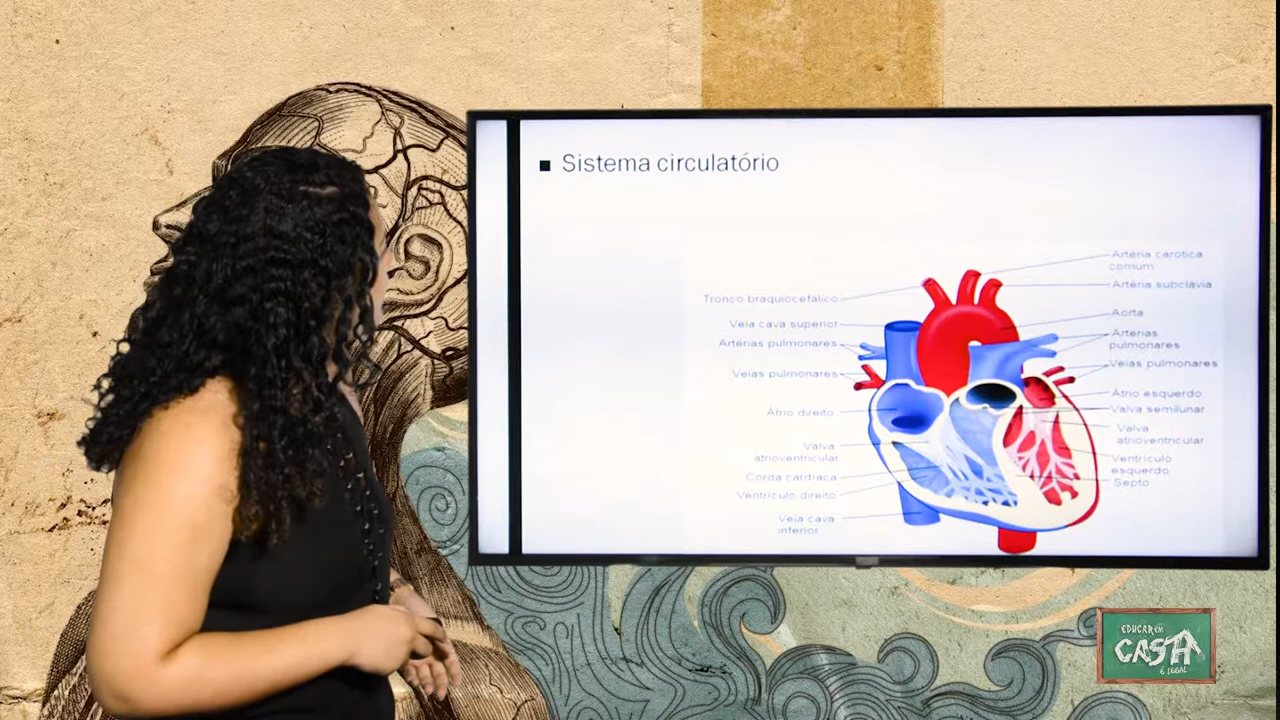 Sistema circulatório
Artéria carótica
comum
Artéria subclávia
Tronco braquiocefálico
Aorta
Veia cava superior
Artérias
pulmonares
Artérias pulmonares
Veias pulmonares
Veias pulmonares
Átrio esquerdo
Átrio direito
Valva semilunar
Valva
atrioventricular
Valva
atrioventricular
Ventrículo
esquerdo
Corda cardíaca
Septo
Ventrículo direito
Veia cava
inferior
EDUCAR EM
CASA
É LEGAL